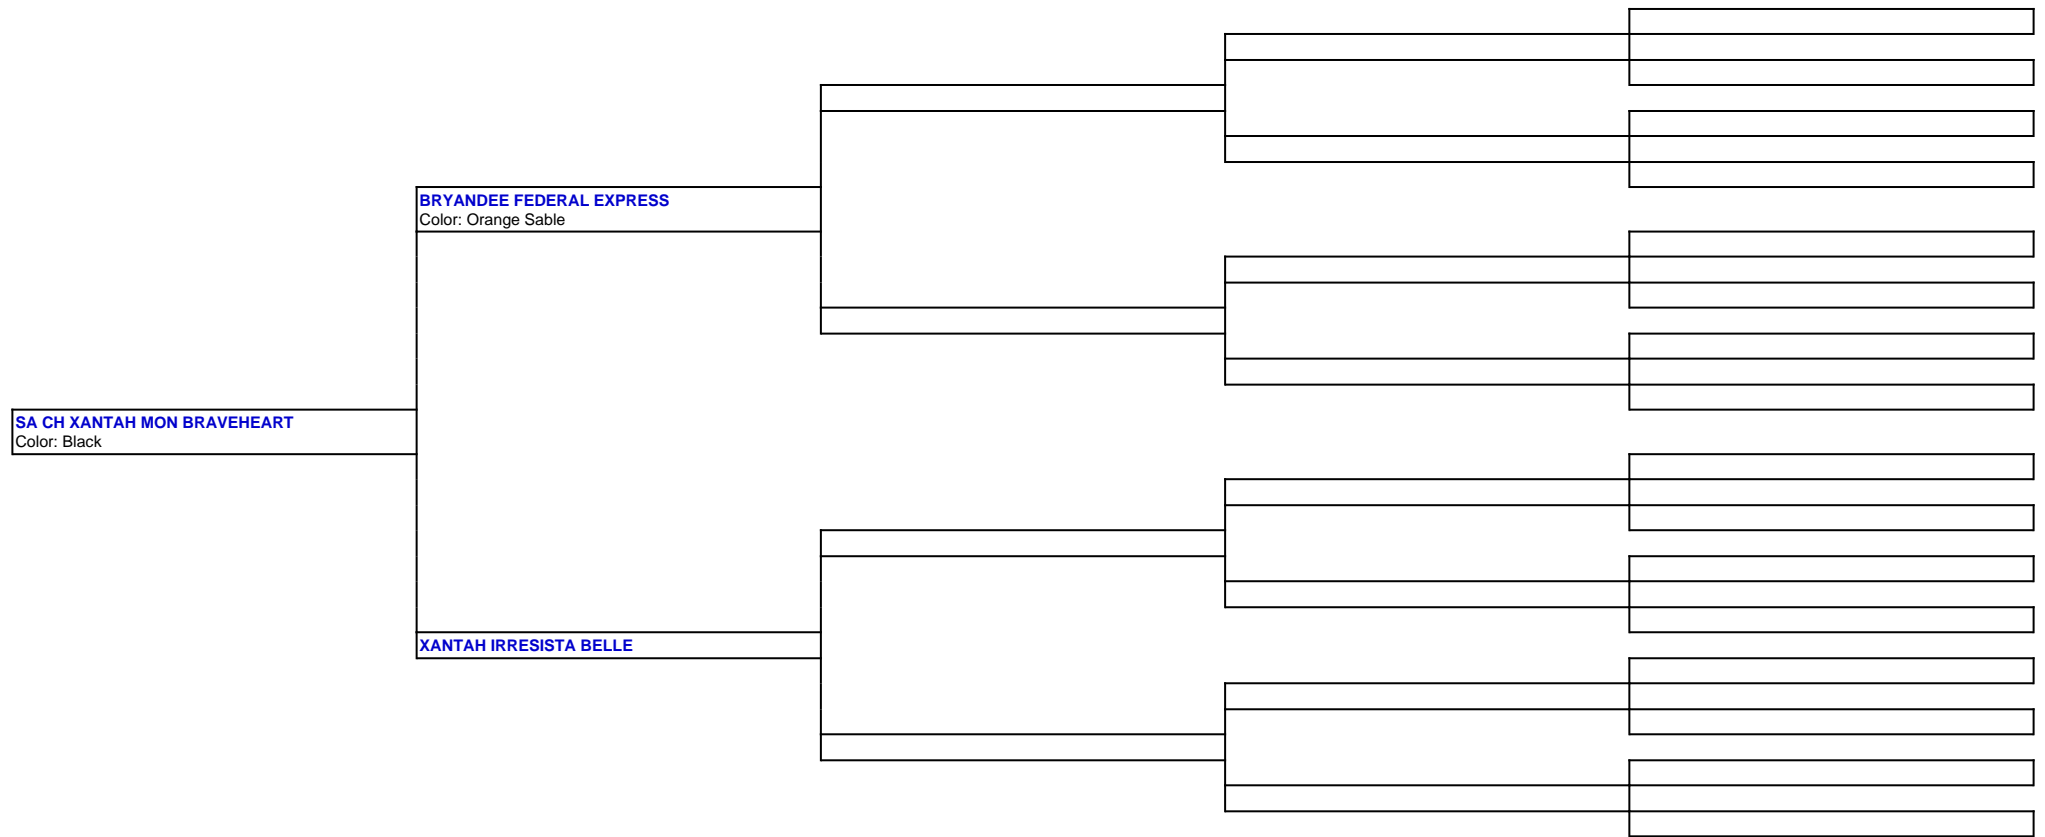 BRYANDEE FEDERAL EXPRESS
Color: Orange Sable
SA CH XANTAH MON BRAVEHEART
Color: Black
XANTAH IRRESISTA BELLE